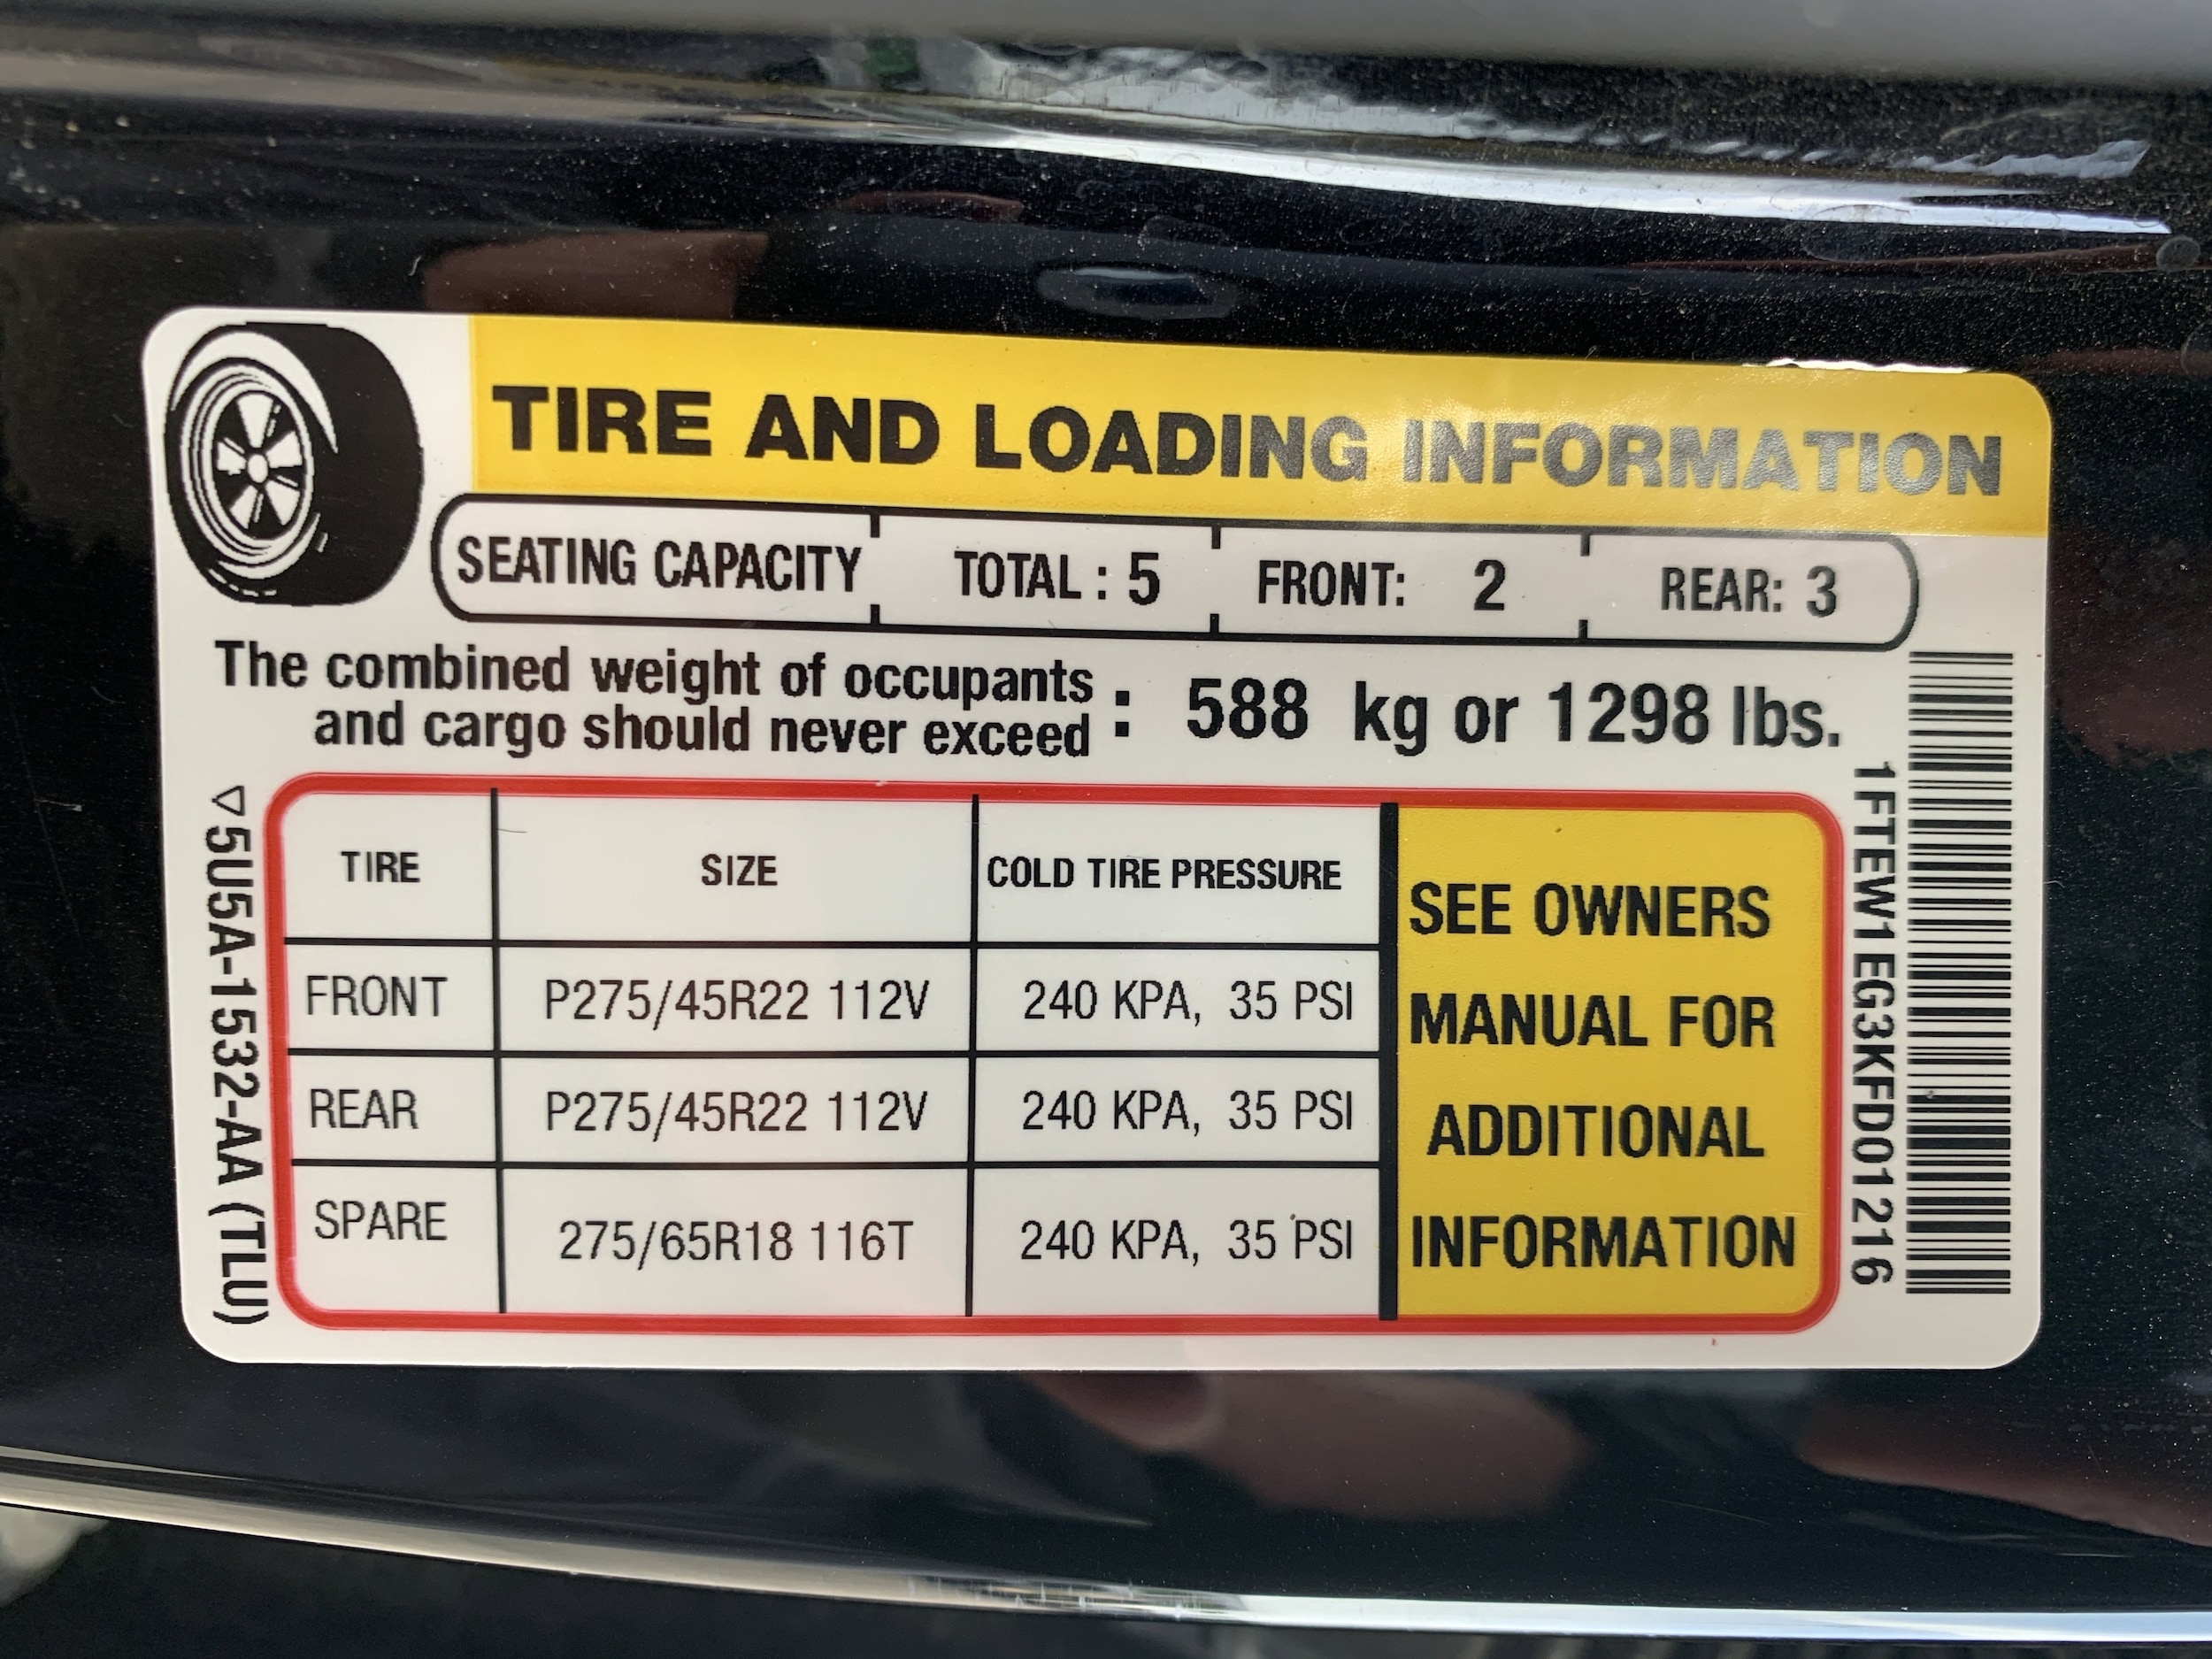 TIRE AND LOADING INFORMATION
SEATING CAPACITY TOTAL : 5 FRONT: 2 REAR: 3
The combined weight of occupants
and cargo should never exceed : 588 kg or 1298 lbs.
TIRE SIZE COLD TIRE PRESSURE
FRONT P275/45R22 112V 240 KPA, 35 PSI
REAR P275/45R22 112V 240 KPA, 35 PSI
SPARE 275/65R18 116T 240 KPA, 35 PSI
SEE OWNERS
MANUAL FOR
ADDITIONAL
INFORMATION
▽5U5A-1532-AA (TLU)
1FTEW1EG3KFD01216